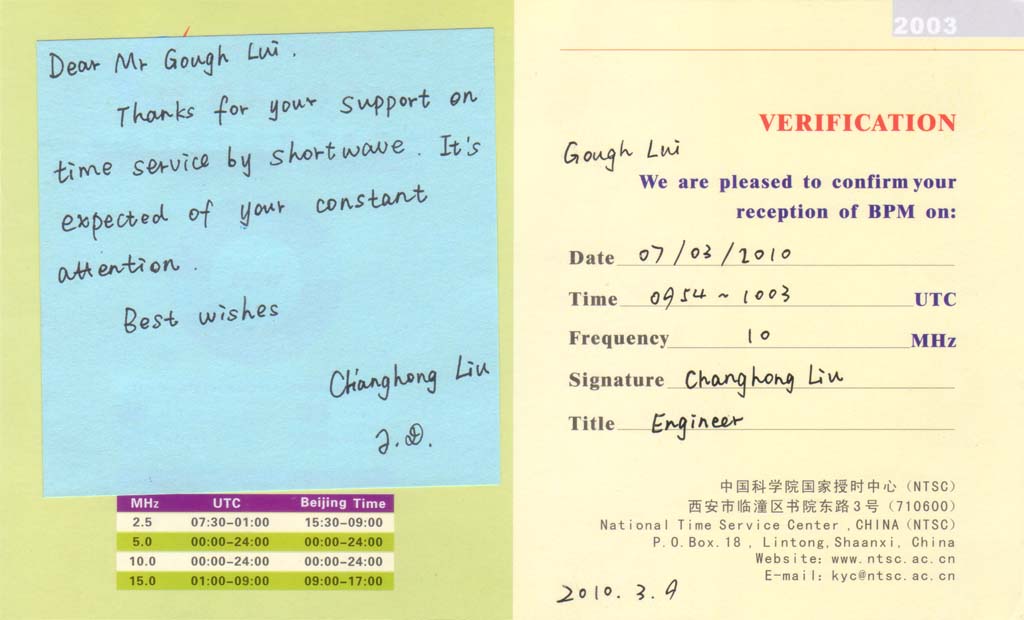 Dear Mr Gough Lui.
Thanks for your support on
time service by shortwave. It's
expected of your constant
attention.
Best wishes
Changhong Liu
J.D.
MHz UTC Beijing Time
2.5 07:30-01:00 15:30-09:00
5.0 00:00-24:00 00:00-24:00
10.0 00:00-24:00 00:00-24:00
15.0 01:00-09:00 09:00-17:00
2003
VERIFICATION
Gough Lui
We are pleased to confirm your
reception of BPM on:
Date 07/03/2010
Time 0954~1003 UTC
Frequency 10 MHz
Signature Changhong Liu
Title Engineer
中国科学院国家授时中心（NTSC）
西安市临潼区书院东路3号（710600）
National Time Service Center ,CHINA (NTSC)
P.O.Box.18, Lintong,Shaanxi, China
Website: www.ntsc.ac.cn
E-mail: kyc@ntsc.ac.cn
2010.3.9